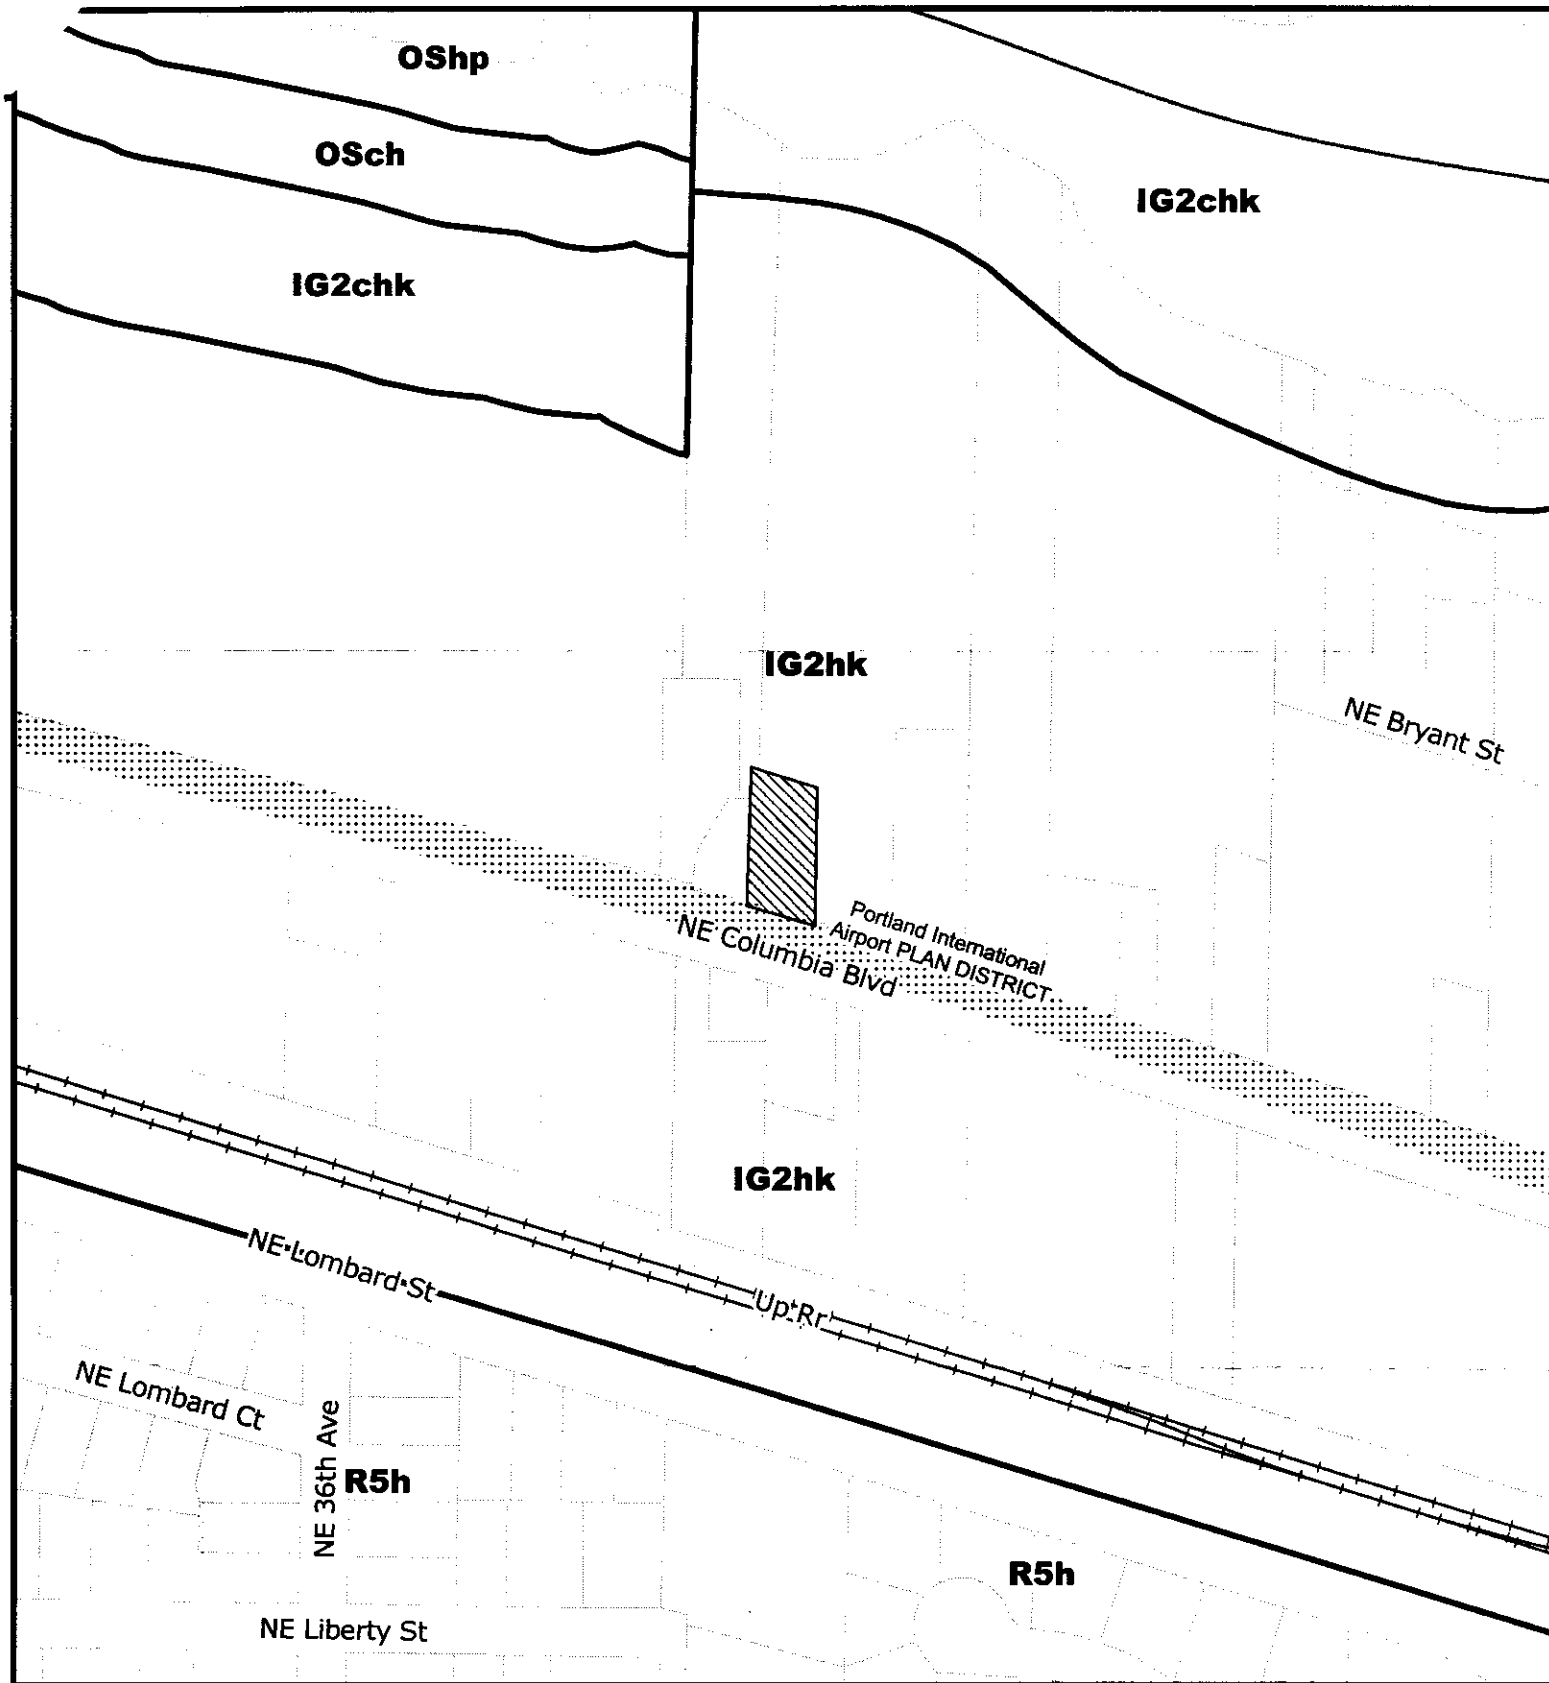 OShp
OSch
IG2chk
IG2chk
IG2hk
NE Bryant St
Portland International
Airport PLAN DISTRICT
NE Columbia Blvd
IG2hk
NE Lombard St
Up Rr
NE Lombard Ct
NE 36th Ave
R5h
R5h
NE Liberty St